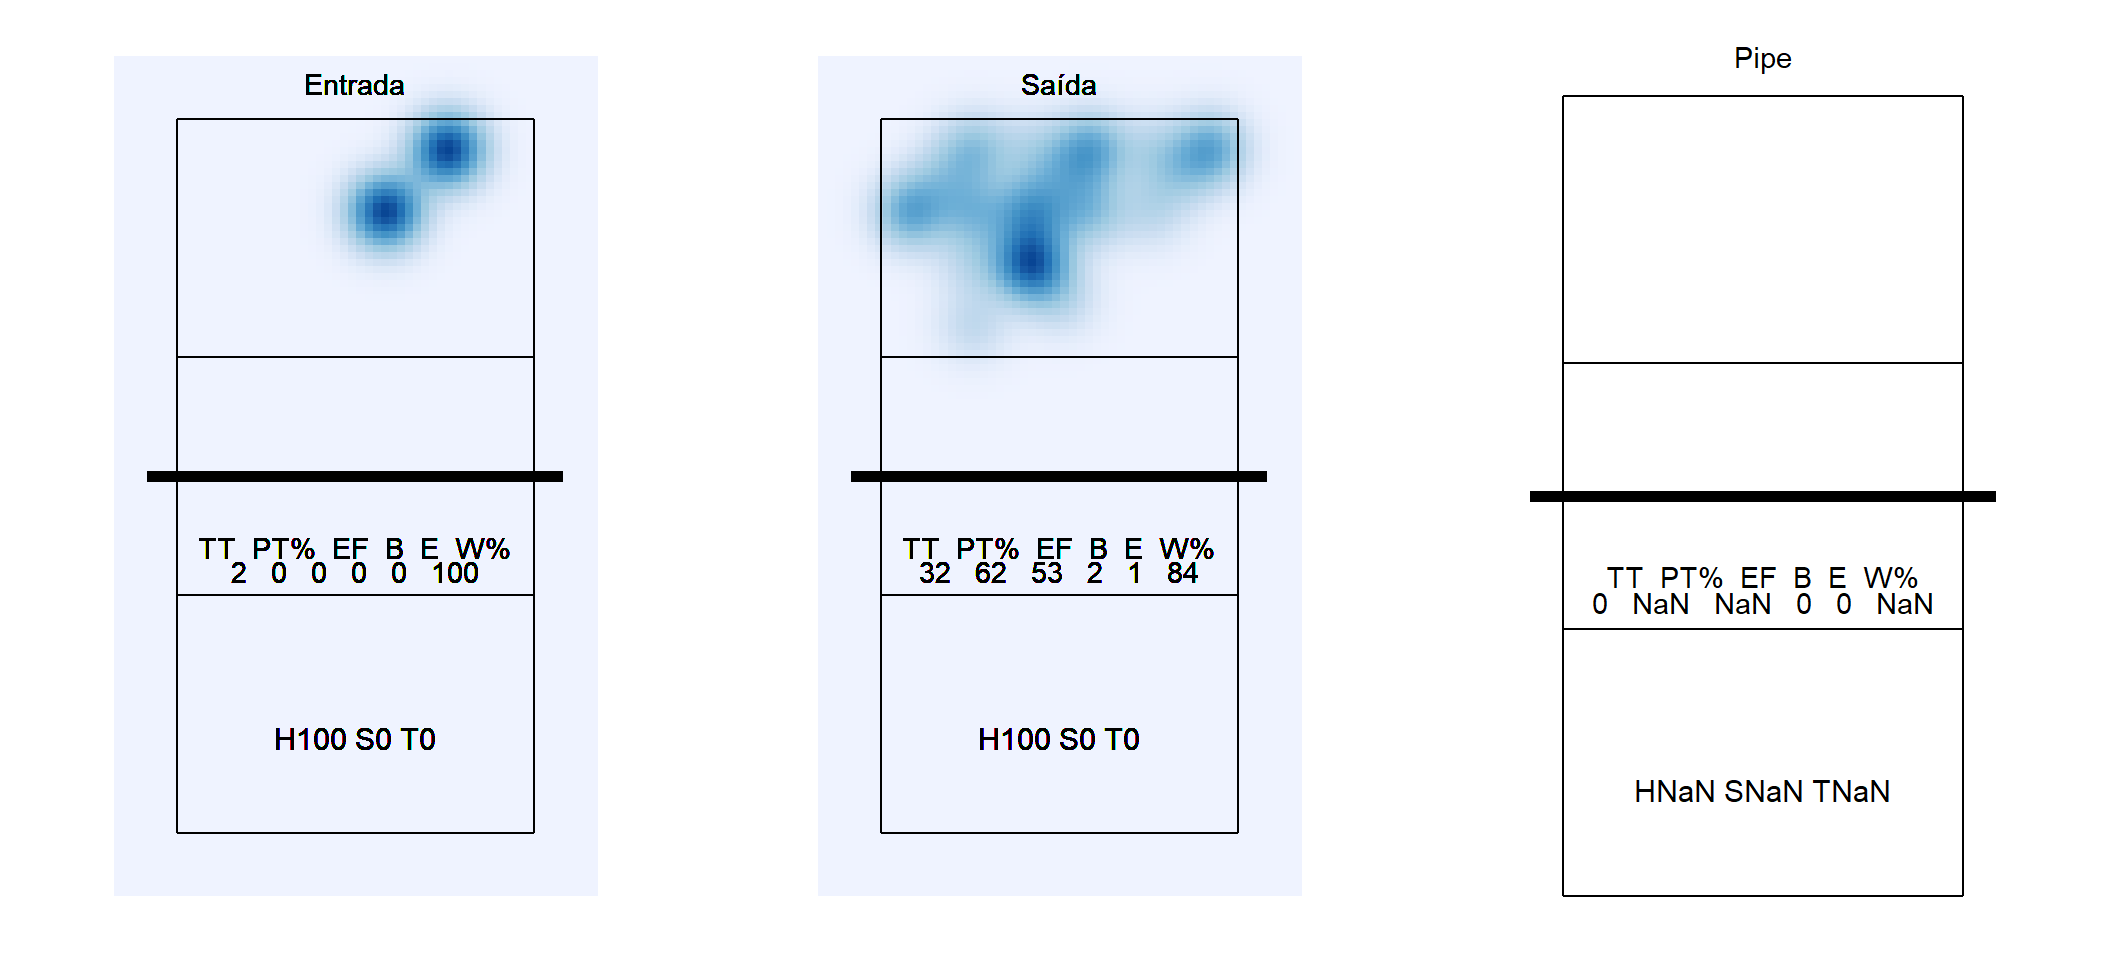 Entrada
TT PT% EF B E W%
2 0 0 0 0 100
H100 S0 T0
Saída
TT PT% EF B E W%
32 62 53 2 1 84
H100 S0 T0
Pipe
TT PT% EF B E W%
0 NaN NaN 0 0 NaN
HNaN SNaN TNaN